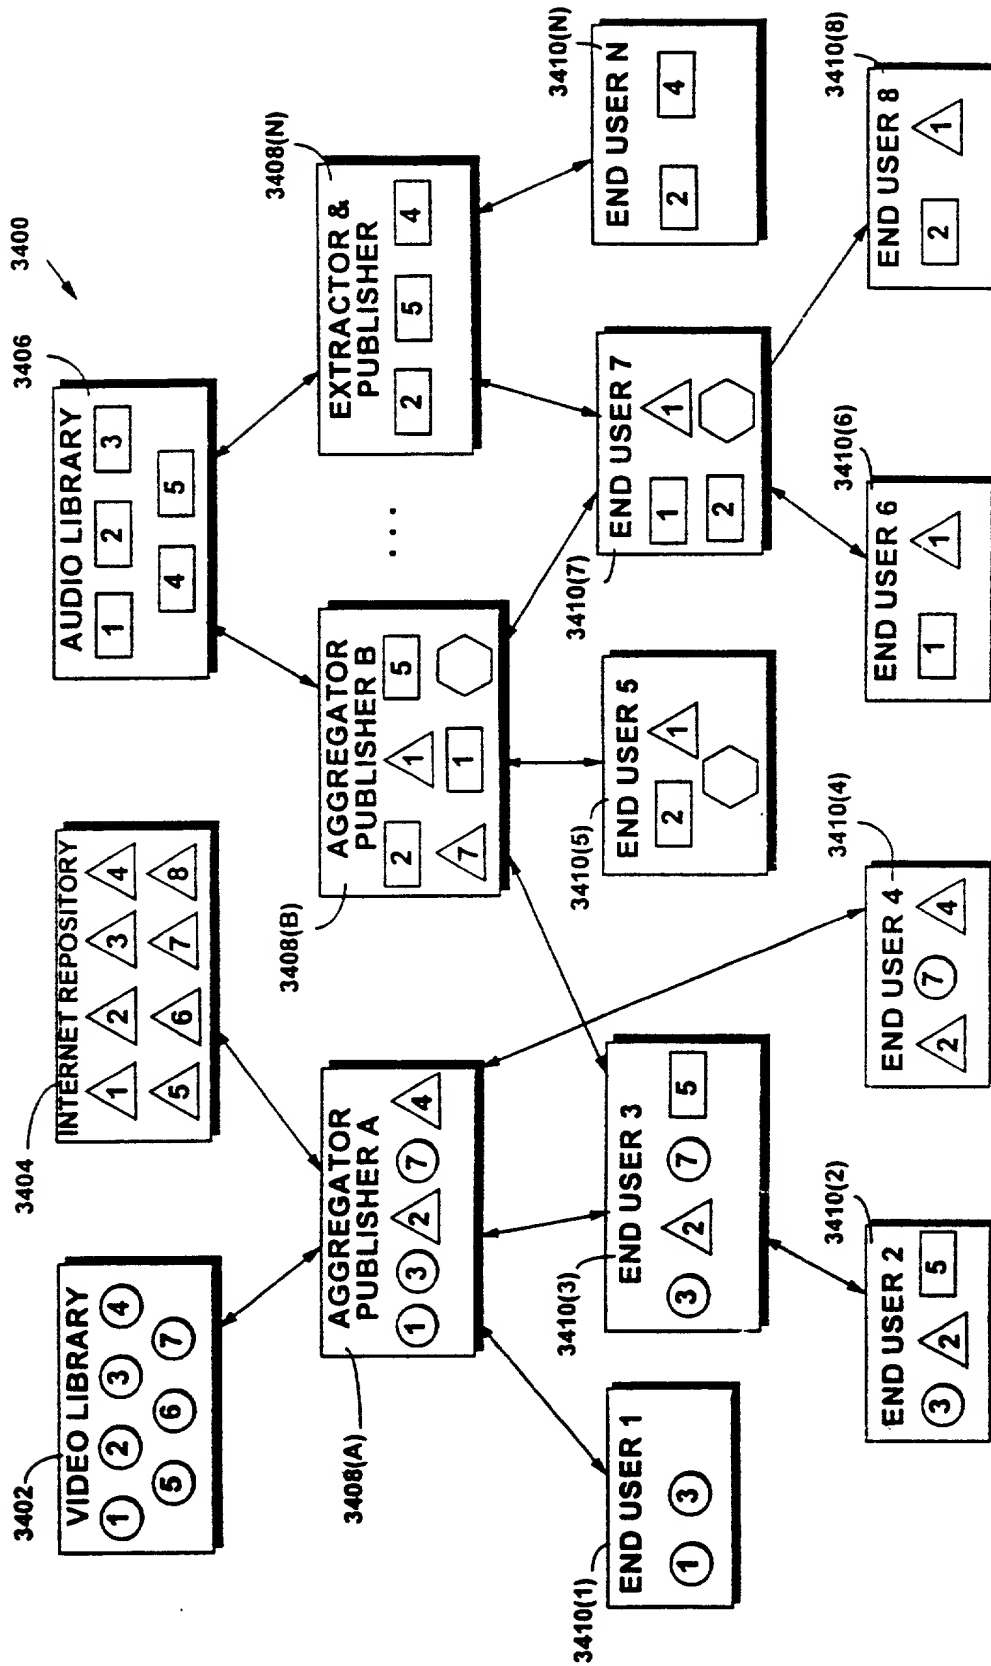 3400
3402
VIDEO LIBRARY
1 2 3 4
5 6 7
3404
INTERNET REPOSITORY
1 2 3 4
5 6 7 8
3406
AUDIO LIBRARY
1 2 3
4 5
3408(A)
AGGREGATOR
PUBLISHER A
1 3 2 7 4
3408(B)
AGGREGATOR
PUBLISHER B
2 1 5
7 1
...
3408(N)
EXTRACTOR &
PUBLISHER
2 5 4
3410(1)
END USER 1
1 3
3410(3)
END USER 3
3 2 7 5
3410(5)
END USER 5
2 1
3410(7)
END USER 7
1 1
2
3410(N)
END USER N
2 4
3410(2)
END USER 2
3 2 5
3410(4)
END USER 4
2 7 4
3410(6)
END USER 6
1 1
3410(8)
END USER 8
2 1